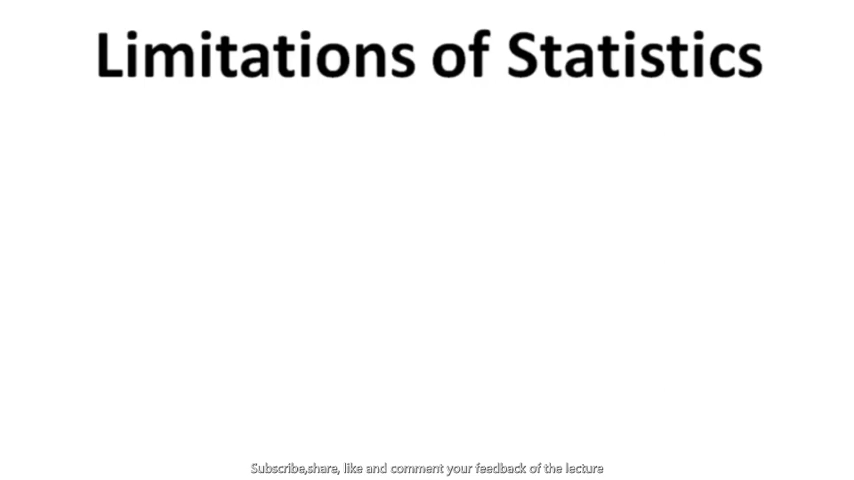 Limitations of Statistics
Subscribe,share, like and comment your feedback of the lecture